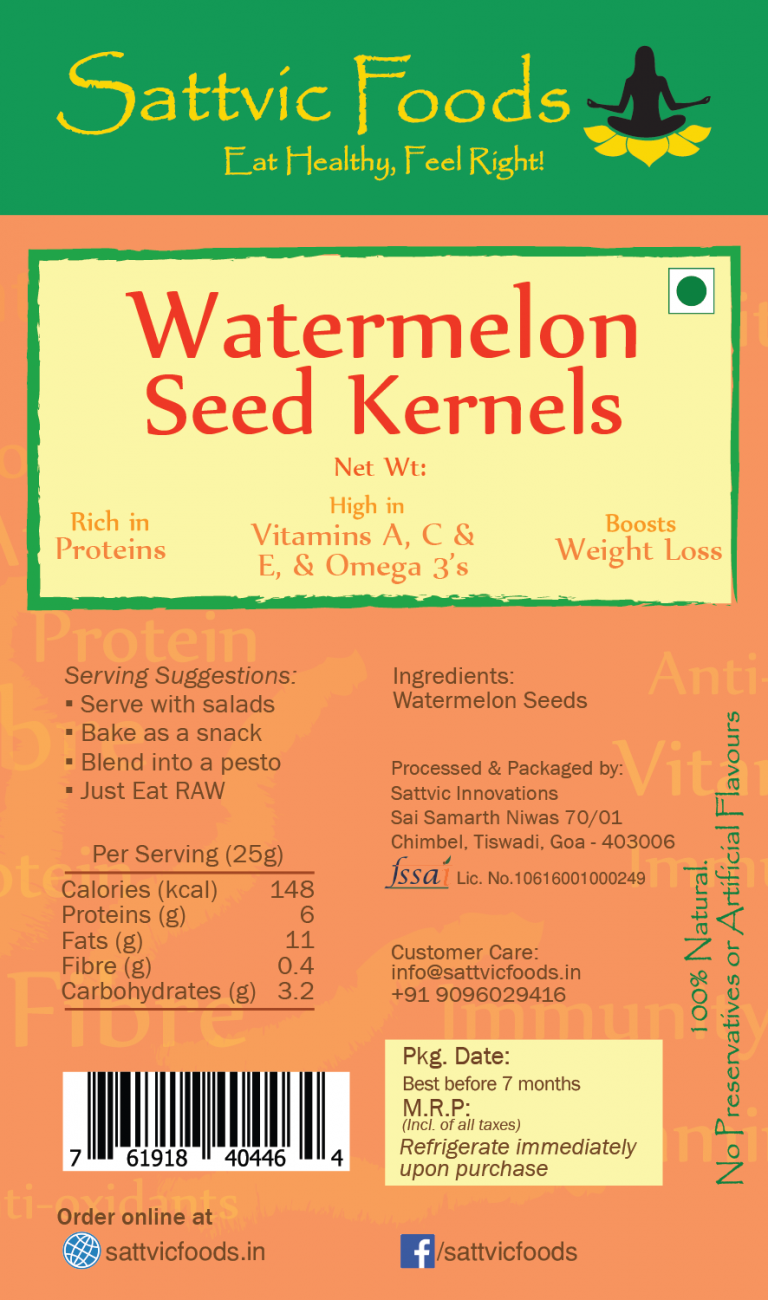 Sattvic Foods
Eat Healthy, Feel Right!
Watermelon
Seed Kernels
Net Wt:
Rich in
Proteins
High in
Vitamins A, C &
E, & Omega 3's
Boosts
Weight Loss
Protein
Fibre
Serving Suggestions:
▪ Serve with salads
▪ Bake as a snack
▪ Blend into a pesto
▪ Just Eat RAW
Per Serving (25g)
Calories (kcal) 148
Proteins (g) 6
Fats (g) 11
Fibre (g) 0.4
Carbohydrates (g) 3.2
Ingredients:
Watermelon Seeds
Processed & Packaged by:
Sattvic Innovations
Sai Samarth Niwas 70/01
Chimbel, Tiswadi, Goa - 403006
fssai Lic. No.10616001000249
Customer Care:
info@sattvicfoods.in
+91 9096029416
Immunity
100% Natural.
No Preservatives or Artificial Flavours
Pkg. Date:
Best before 7 months
M.R.P:
(Incl. of all taxes)
Refrigerate immediately
upon purchase
7 61918 40446 4
ti-oxidants
Order online at
sattvicfoods.in
f/sattvicfoods